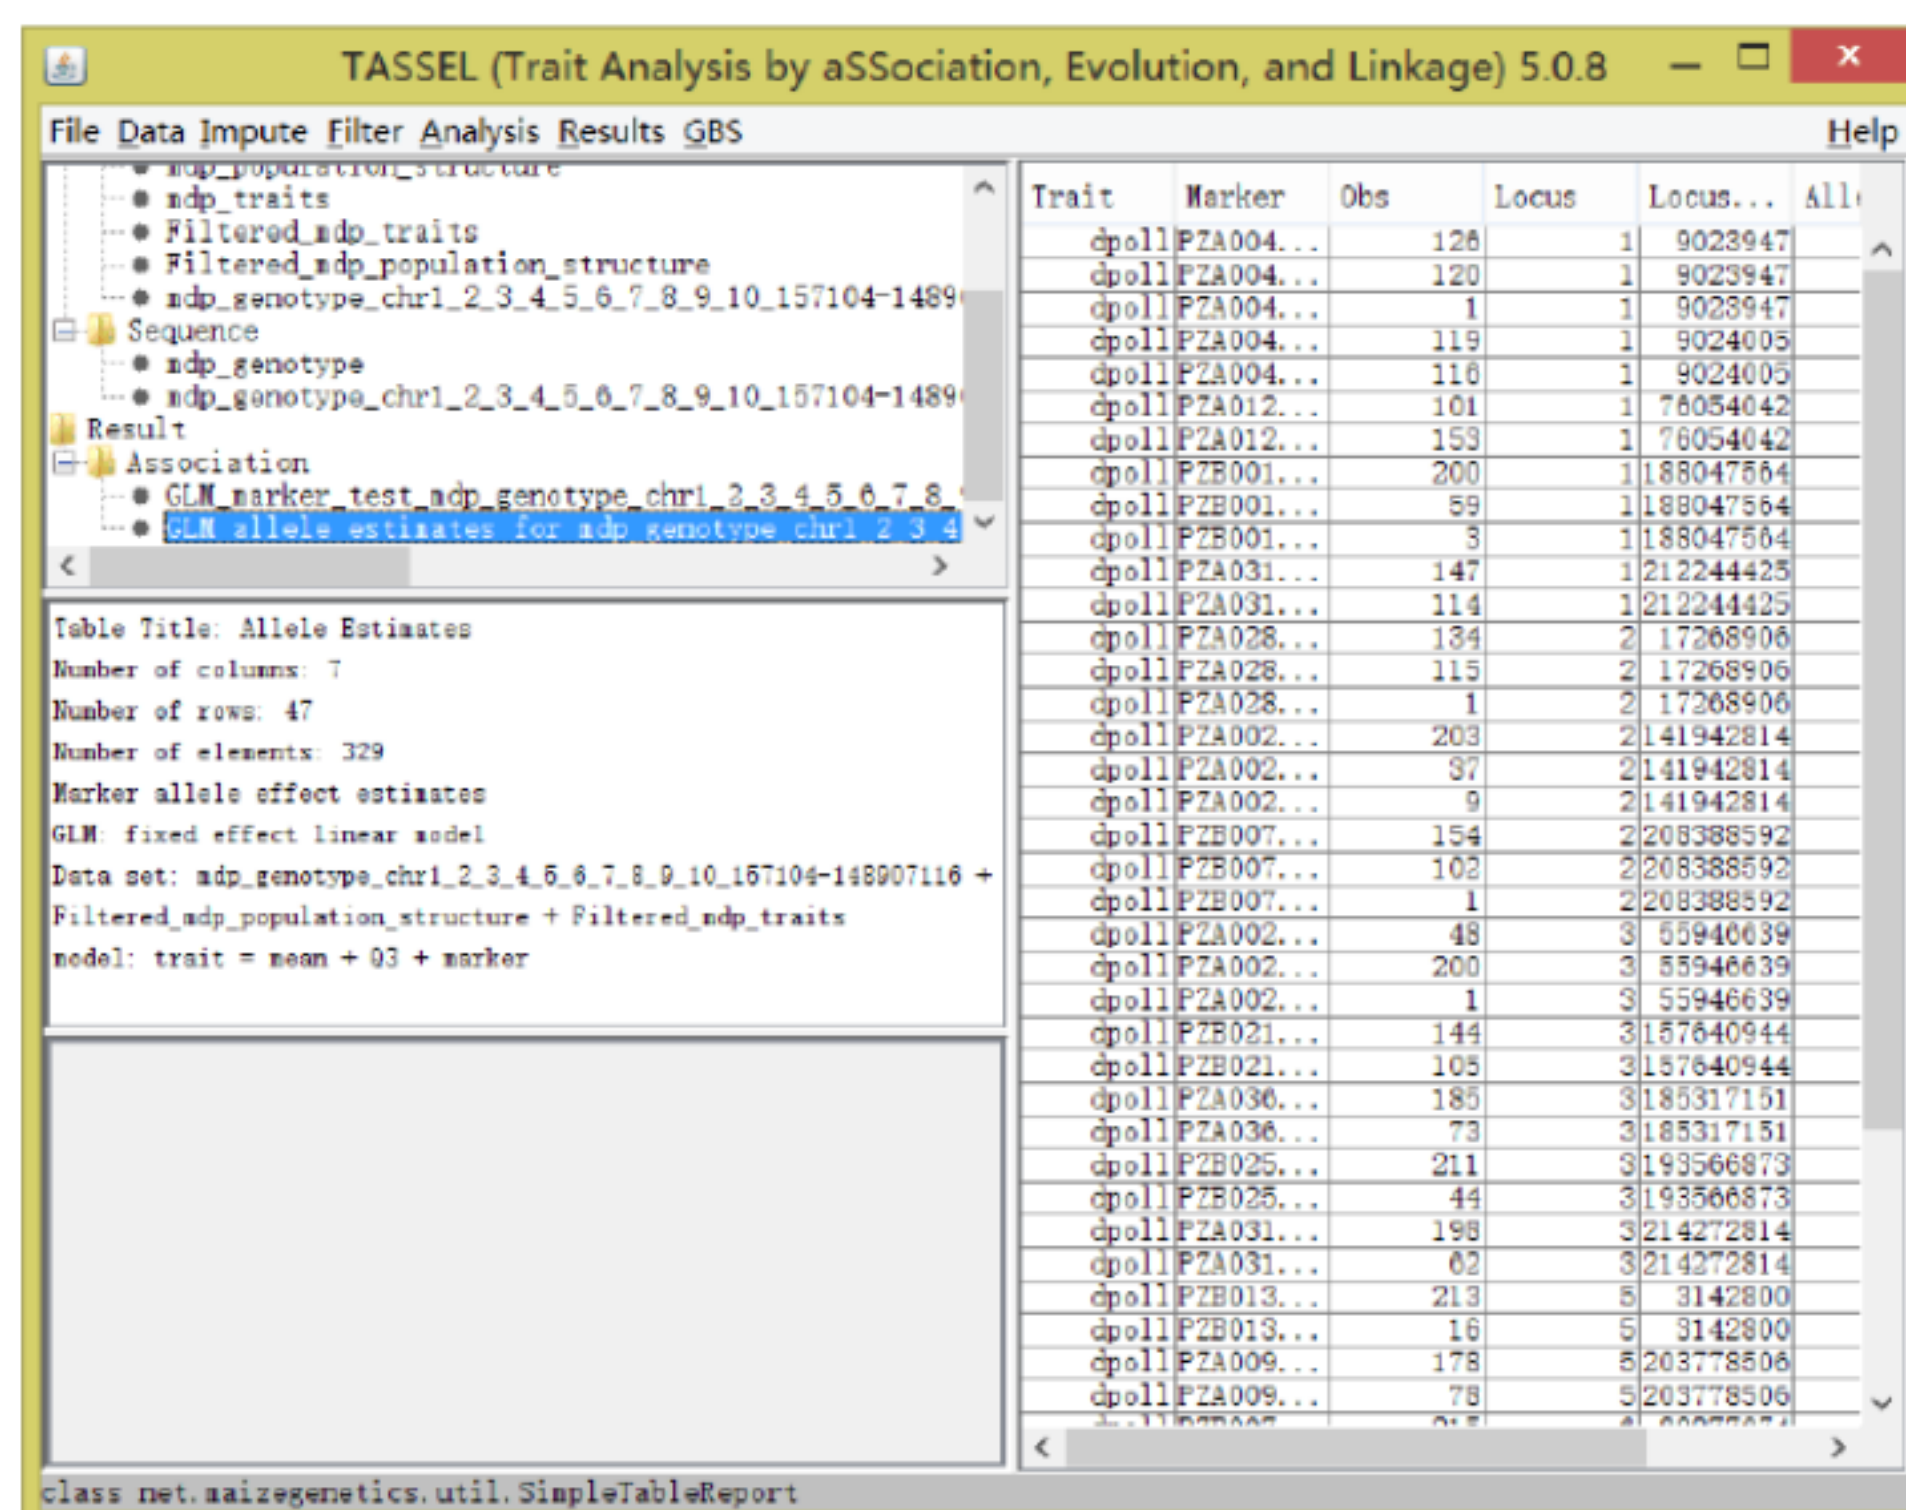 TASSEL (Trait Analysis by aSSociation, Evolution, and Linkage) 5.0.8
File Data Impute Filter Analysis Results GBS Help
mdp_population_structure
mdp_traits
Filtered_mdp_traits
Filtered_mdp_population_structure
mdp_genotype_chr1_2_3_4_5_6_7_8_9_10_157104-1489
Sequence
mdp_genotype
mdp_genotype_chr1_2_3_4_5_6_7_8_9_10_157104-1489
Result
Association
GLM_marker_test_mdp_genotype_chr1_2_3_4_5_6_7_8_
GLM allele estimates for mdp genotype chr1 2 3 4
Table Title: Allele Estimates
Number of columns: 7
Number of rows: 47
Number of elements: 329
Marker allele effect estimates
GLM: fixed effect linear model
Data set: mdp_genotype_chr1_2_3_4_5_6_7_8_9_10_157104-148907116 +
Filtered_mdp_population_structure + Filtered_mdp_traits
model: trait = mean + Q3 + marker
Trait Marker Obs Locus Locus... All
dpoll PZA004... 126 1 9023947
dpoll PZA004... 120 1 9023947
dpoll PZA004... 1 1 9023947
dpoll PZA004... 119 1 9024005
dpoll PZA004... 116 1 9024005
dpoll PZA012... 101 1 76054042
dpoll PZA012... 153 1 76054042
dpoll PZB001... 200 1 188047564
dpoll PZB001... 59 1 188047564
dpoll PZB001... 3 1 188047564
dpoll PZA031... 147 1 212244425
dpoll PZA031... 114 1 212244425
dpoll PZA028... 134 2 17268906
dpoll PZA028... 115 2 17268906
dpoll PZA028... 1 2 17268906
dpoll PZA002... 203 2 141942814
dpoll PZA002... 37 2 141942814
dpoll PZA002... 9 2 141942814
dpoll PZB007... 154 2 208388592
dpoll PZB007... 102 2 208388592
dpoll PZB007... 1 2 208388592
dpoll PZA002... 48 3 55946639
dpoll PZA002... 200 3 55946639
dpoll PZA002... 1 3 55946639
dpoll PZB021... 144 3 157640944
dpoll PZB021... 105 3 157640944
dpoll PZA036... 185 3 185317151
dpoll PZA036... 73 3 185317151
dpoll PZB025... 211 3 193566873
dpoll PZB025... 44 3 193566873
dpoll PZA031... 198 3 214272814
dpoll PZA031... 62 3 214272814
dpoll PZB013... 213 5 3142800
dpoll PZB013... 16 5 3142800
dpoll PZA009... 178 5 203778506
dpoll PZA009... 78 5 203778506
class net.maizegenetics.util.SimpleTableReport